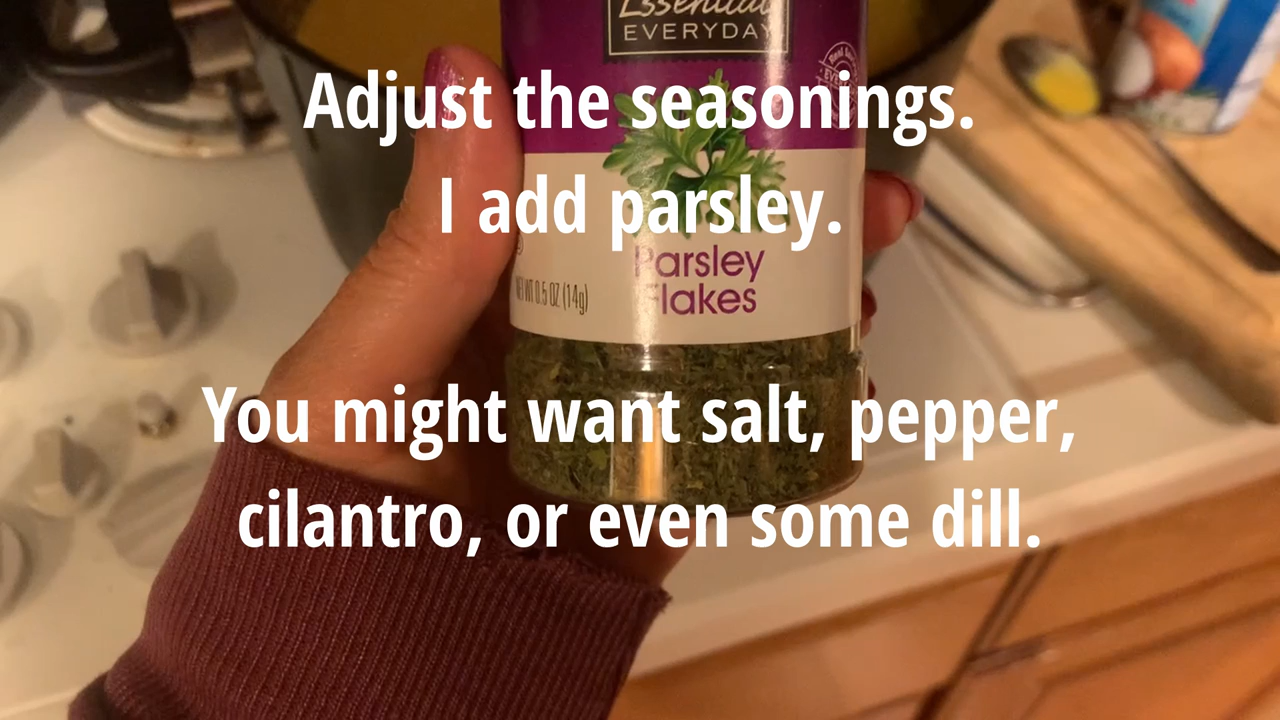 Essential
EVERYDAY
Adjust the seasonings.
I add parsley.
Parsley
Flakes
NET WT 0.5 OZ (14g)
You might want salt, pepper,
cilantro, or even some dill.